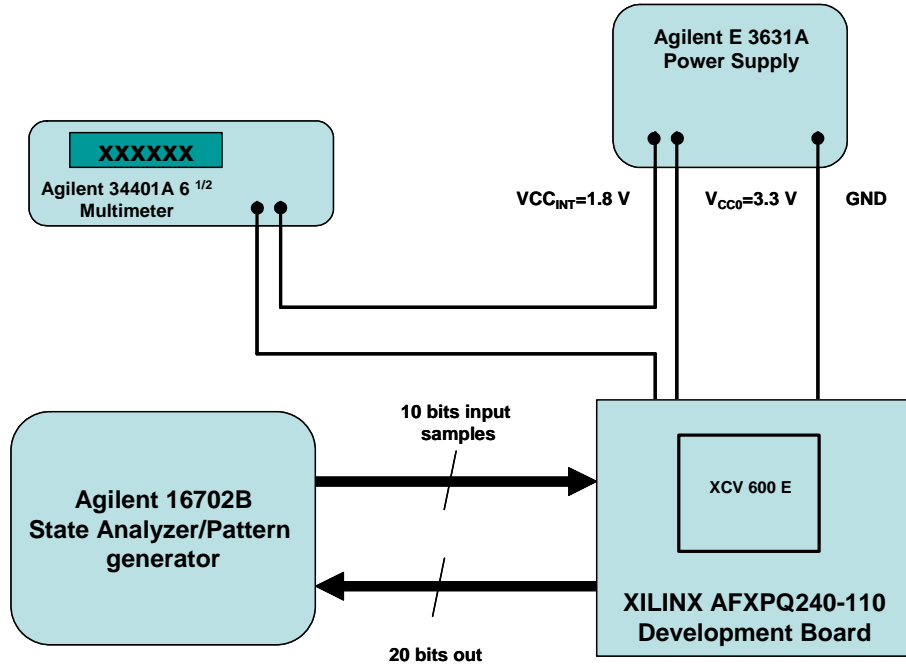 Agilent E 3631A
Power Supply
XXXXXX
Agilent 34401A 6 1/2
Multimeter
VCCINT=1.8 V
VCC0=3.3 V
GND
10 bits input
samples
Agilent 16702B
State Analyzer/Pattern
generator
XCV 600 E
XILINX AFXPQ240-110
Development Board
20 bits out